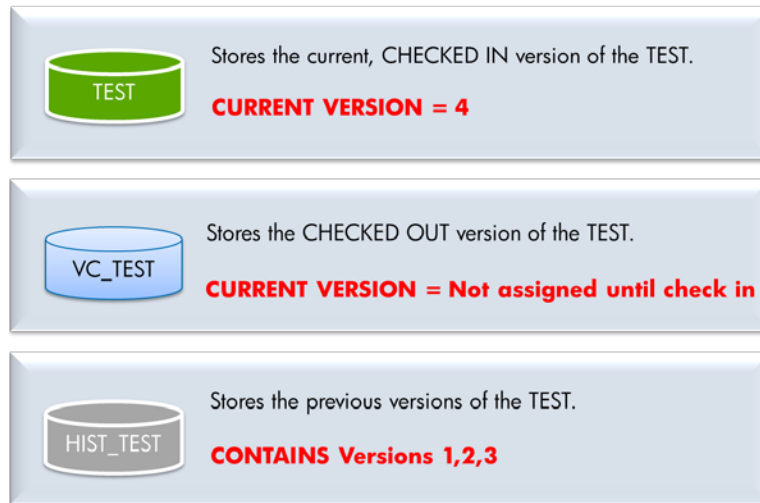 Stores the current, CHECKED IN version of the TEST.
TEST
CURRENT VERSION = 4
Stores the CHECKED OUT version of the TEST.
VC_TEST
CURRENT VERSION = Not assigned until check in
Stores the previous versions of the TEST.
HIST_TEST
CONTAINS Versions 1,2,3